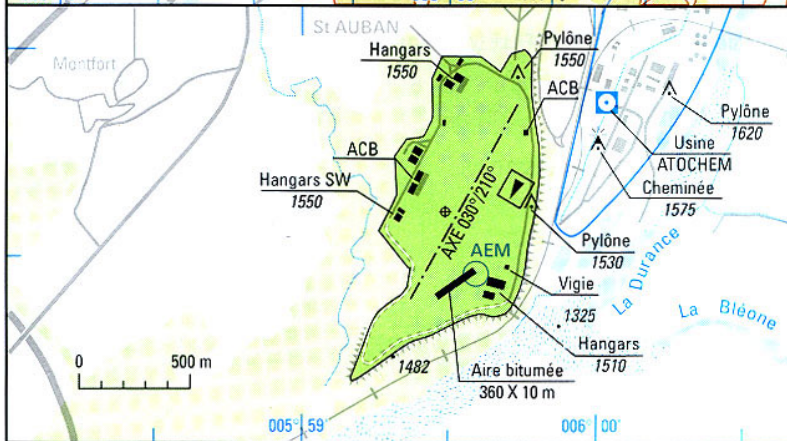 St AUBAN
Hangars
1550
Pylône
1550
Montfort
ACB
Pylône
1620
Usine
ATOCHEM
ACB
Cheminée
1575
Hangars SW
1550
AXE 030°/210°
Pylône
1530
AEM
Vigie
La Durance
La Bléone
1325
Hangars
1510
0 500 m
1482
Aire bitumée
360 X 10 m
005° 59
006° 00'